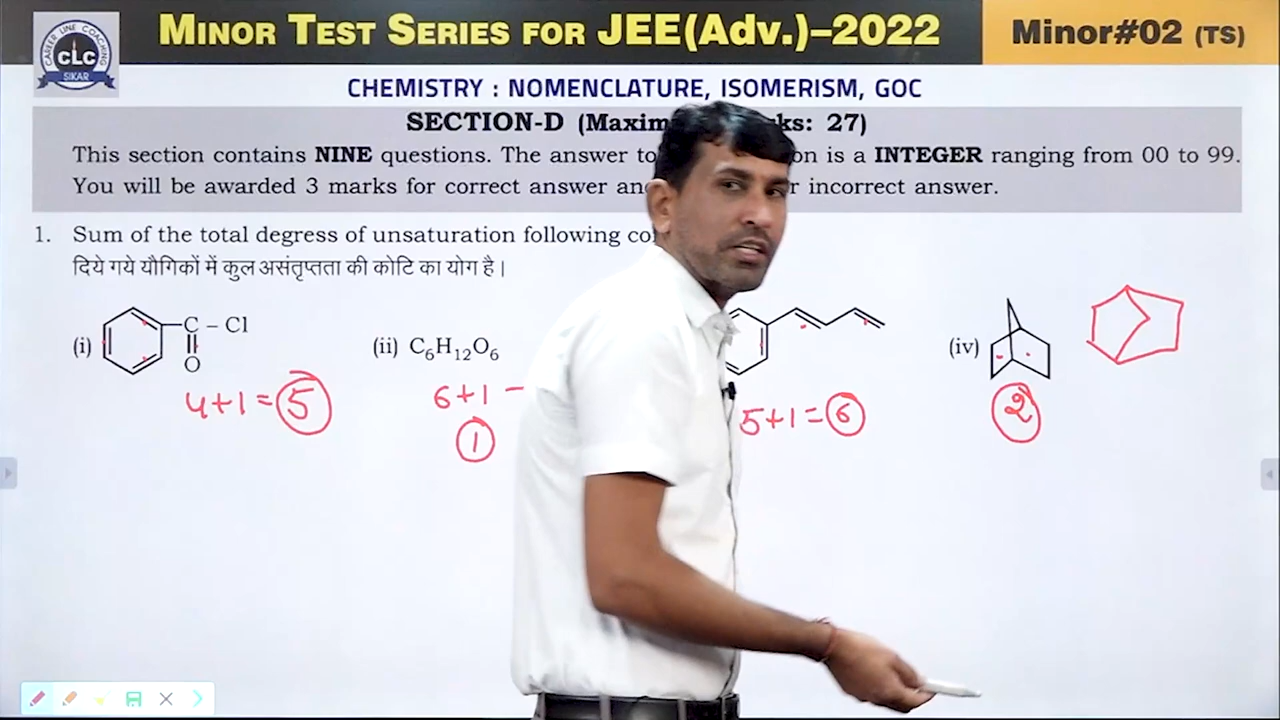 MINOR TEST SERIES FOR JEE(Adv.)–2022
Minor#02 (TS)
CAREER LINE COACHING
CLC
SIKAR
CHEMISTRY : NOMENCLATURE, ISOMERISM, GOC
SECTION-D (Maxim ks: 27)
This section contains NINE questions. The answer to on is a INTEGER ranging from 00 to 99.
You will be awarded 3 marks for correct answer an r incorrect answer.
1. Sum of the total degress of unsaturation following co
दिये गये यौगिकों में कुल असंतृप्तता की कोटि का योग है।
(i) C – Cl
O
(ii) C6H12O6
(iv)
4+1=5
6+1 –
1
5+1=6
2